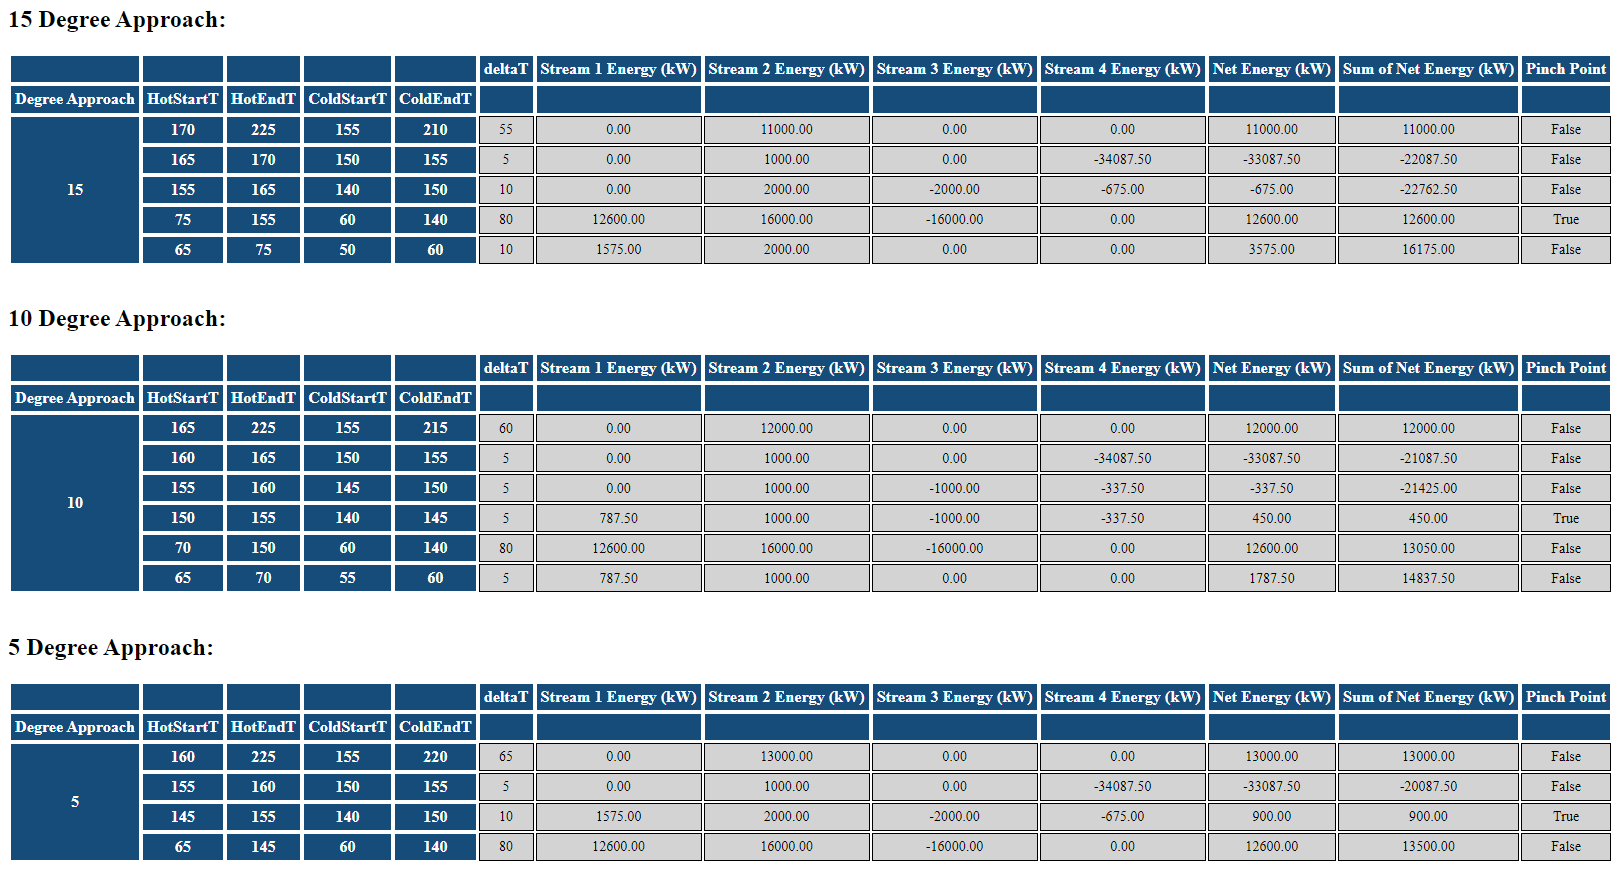 15 Degree Approach:
deltaT Stream 1 Energy (kW) Stream 2 Energy (kW) Stream 3 Energy (kW) Stream 4 Energy (kW) Net Energy (kW) Sum of Net Energy (kW) Pinch Point
Degree Approach HotStartT HotEndT ColdStartT ColdEndT
15 170 225 155 210 55 0.00 11000.00 0.00 0.00 11000.00 11000.00 False
165 170 150 155 5 0.00 1000.00 0.00 -34087.50 -33087.50 -22087.50 False
155 165 140 150 10 0.00 2000.00 -2000.00 -675.00 -675.00 -22762.50 False
75 155 60 140 80 12600.00 16000.00 -16000.00 0.00 12600.00 12600.00 True
65 75 50 60 10 1575.00 2000.00 0.00 0.00 3575.00 16175.00 False
10 Degree Approach:
deltaT Stream 1 Energy (kW) Stream 2 Energy (kW) Stream 3 Energy (kW) Stream 4 Energy (kW) Net Energy (kW) Sum of Net Energy (kW) Pinch Point
Degree Approach HotStartT HotEndT ColdStartT ColdEndT
10 165 225 155 215 60 0.00 12000.00 0.00 0.00 12000.00 12000.00 False
160 165 150 155 5 0.00 1000.00 0.00 -34087.50 -33087.50 -21087.50 False
155 160 145 150 5 0.00 1000.00 -1000.00 -337.50 -337.50 -21425.00 False
150 155 140 145 5 787.50 1000.00 -1000.00 -337.50 450.00 450.00 True
70 150 60 140 80 12600.00 16000.00 -16000.00 0.00 12600.00 13050.00 False
65 70 55 60 5 787.50 1000.00 0.00 0.00 1787.50 14837.50 False
5 Degree Approach:
deltaT Stream 1 Energy (kW) Stream 2 Energy (kW) Stream 3 Energy (kW) Stream 4 Energy (kW) Net Energy (kW) Sum of Net Energy (kW) Pinch Point
Degree Approach HotStartT HotEndT ColdStartT ColdEndT
5 160 225 155 220 65 0.00 13000.00 0.00 0.00 13000.00 13000.00 False
155 160 150 155 5 0.00 1000.00 0.00 -34087.50 -33087.50 -20087.50 False
145 155 140 150 10 1575.00 2000.00 -2000.00 -675.00 900.00 900.00 True
65 145 60 140 80 12600.00 16000.00 -16000.00 0.00 12600.00 13500.00 False